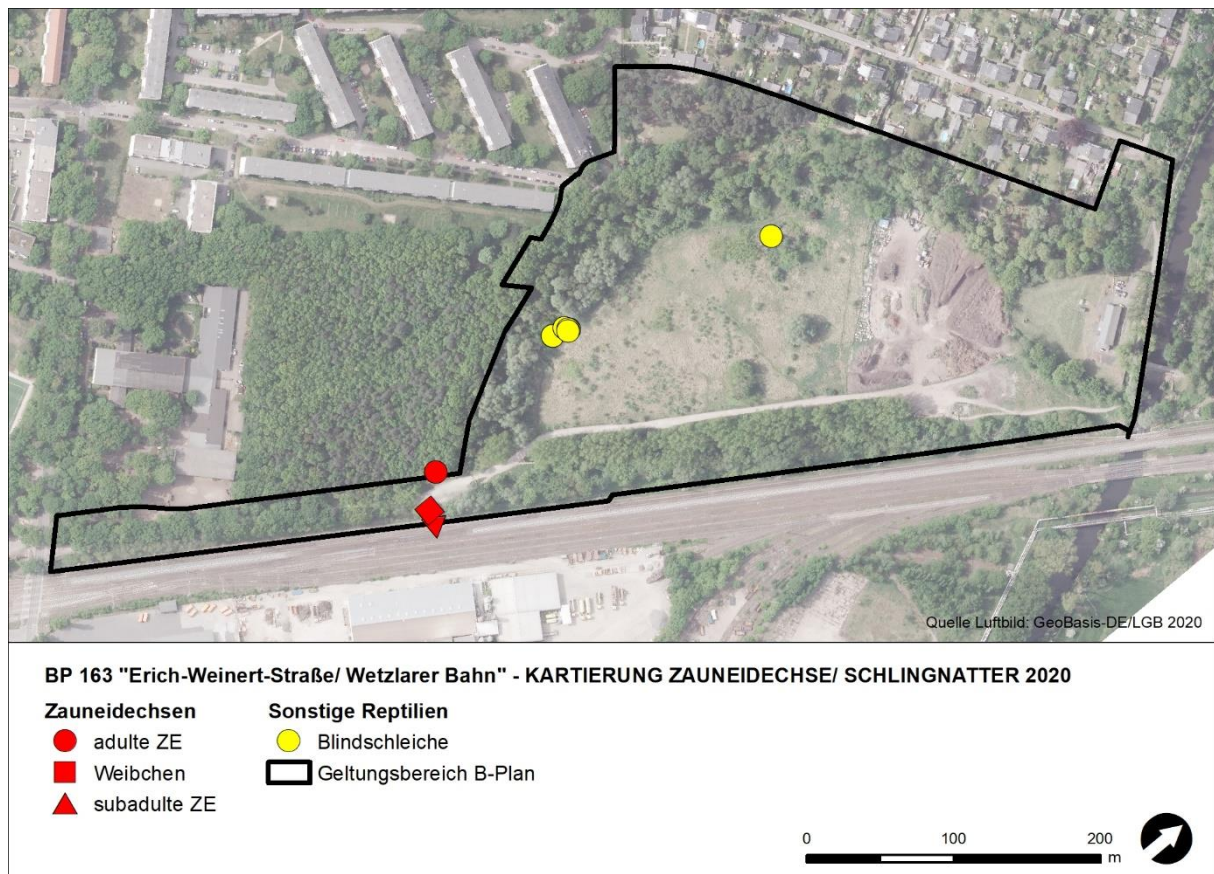 Quelle Luftbild: GeoBasis-DE/LGB 2020
BP 163 "Erich-Weinert-Straße/ Wetzlarer Bahn" - KARTIERUNG ZAUNEIDECHSE/ SCHLINGNATTER 2020
Zauneidechsen
adulte ZE
Weibchen
subadulte ZE
Sonstige Reptilien
Blindschleiche
Geltungsbereich B-Plan
0 100 200
m